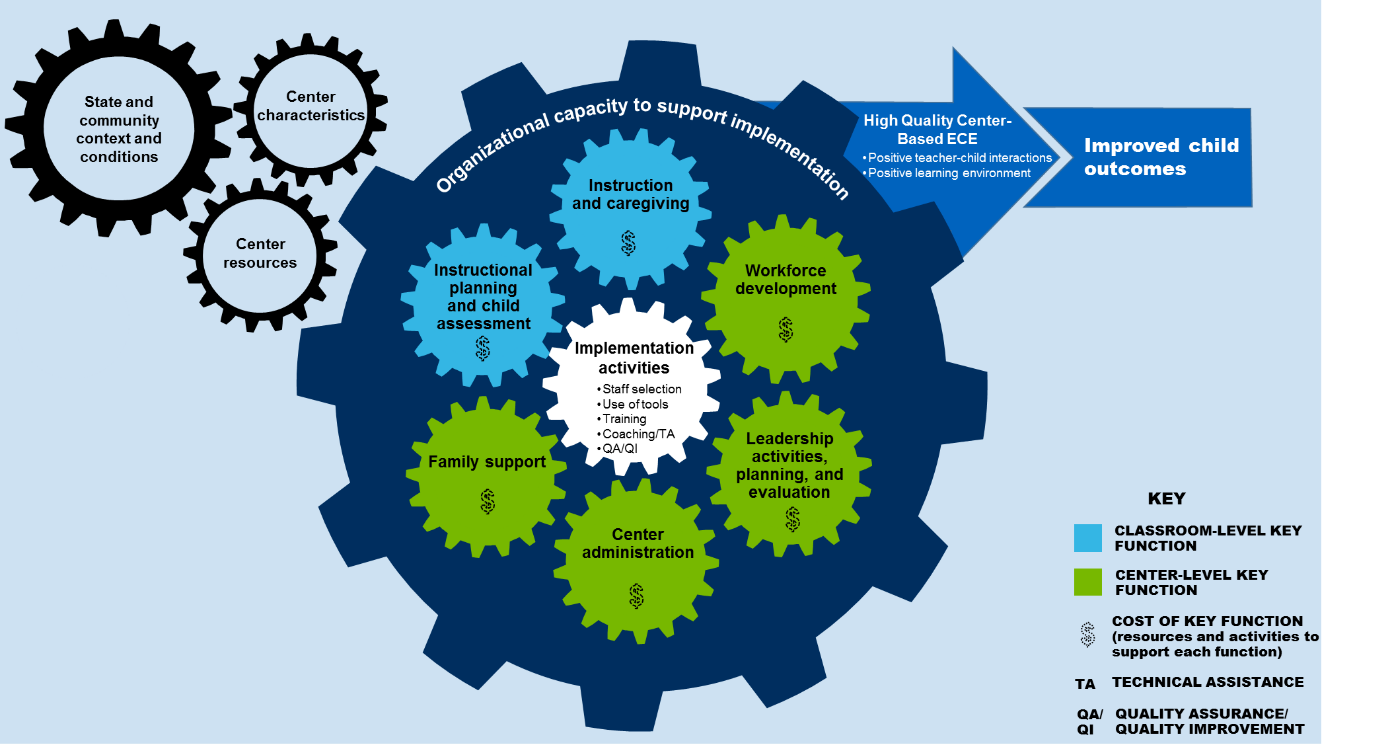 State and
community
context and
conditions
Center
characteristics
Center
resources
Organizational capacity to support implementation
Instruction
and caregiving
$
Instructional
planning
and child
assessment
$
Workforce
development
$
Implementation
activities
•Staff selection
•Use of tools
•Training
•Coaching/TA
•QA/QI
Family support
$
Leadership
activities,
planning, and
evaluation
$
Center
administration
$
High Quality Center-
Based ECE
•Positive teacher-child interactions
•Positive learning environment
Improved child
outcomes
KEY
CLASSROOM-LEVEL KEY
FUNCTION
CENTER-LEVEL KEY
FUNCTION
$ COST OF KEY FUNCTION
(resources and activities to
support each function)
TA TECHNICAL ASSISTANCE
QA/ QUALITY ASSURANCE/
QI QUALITY IMPROVEMENT